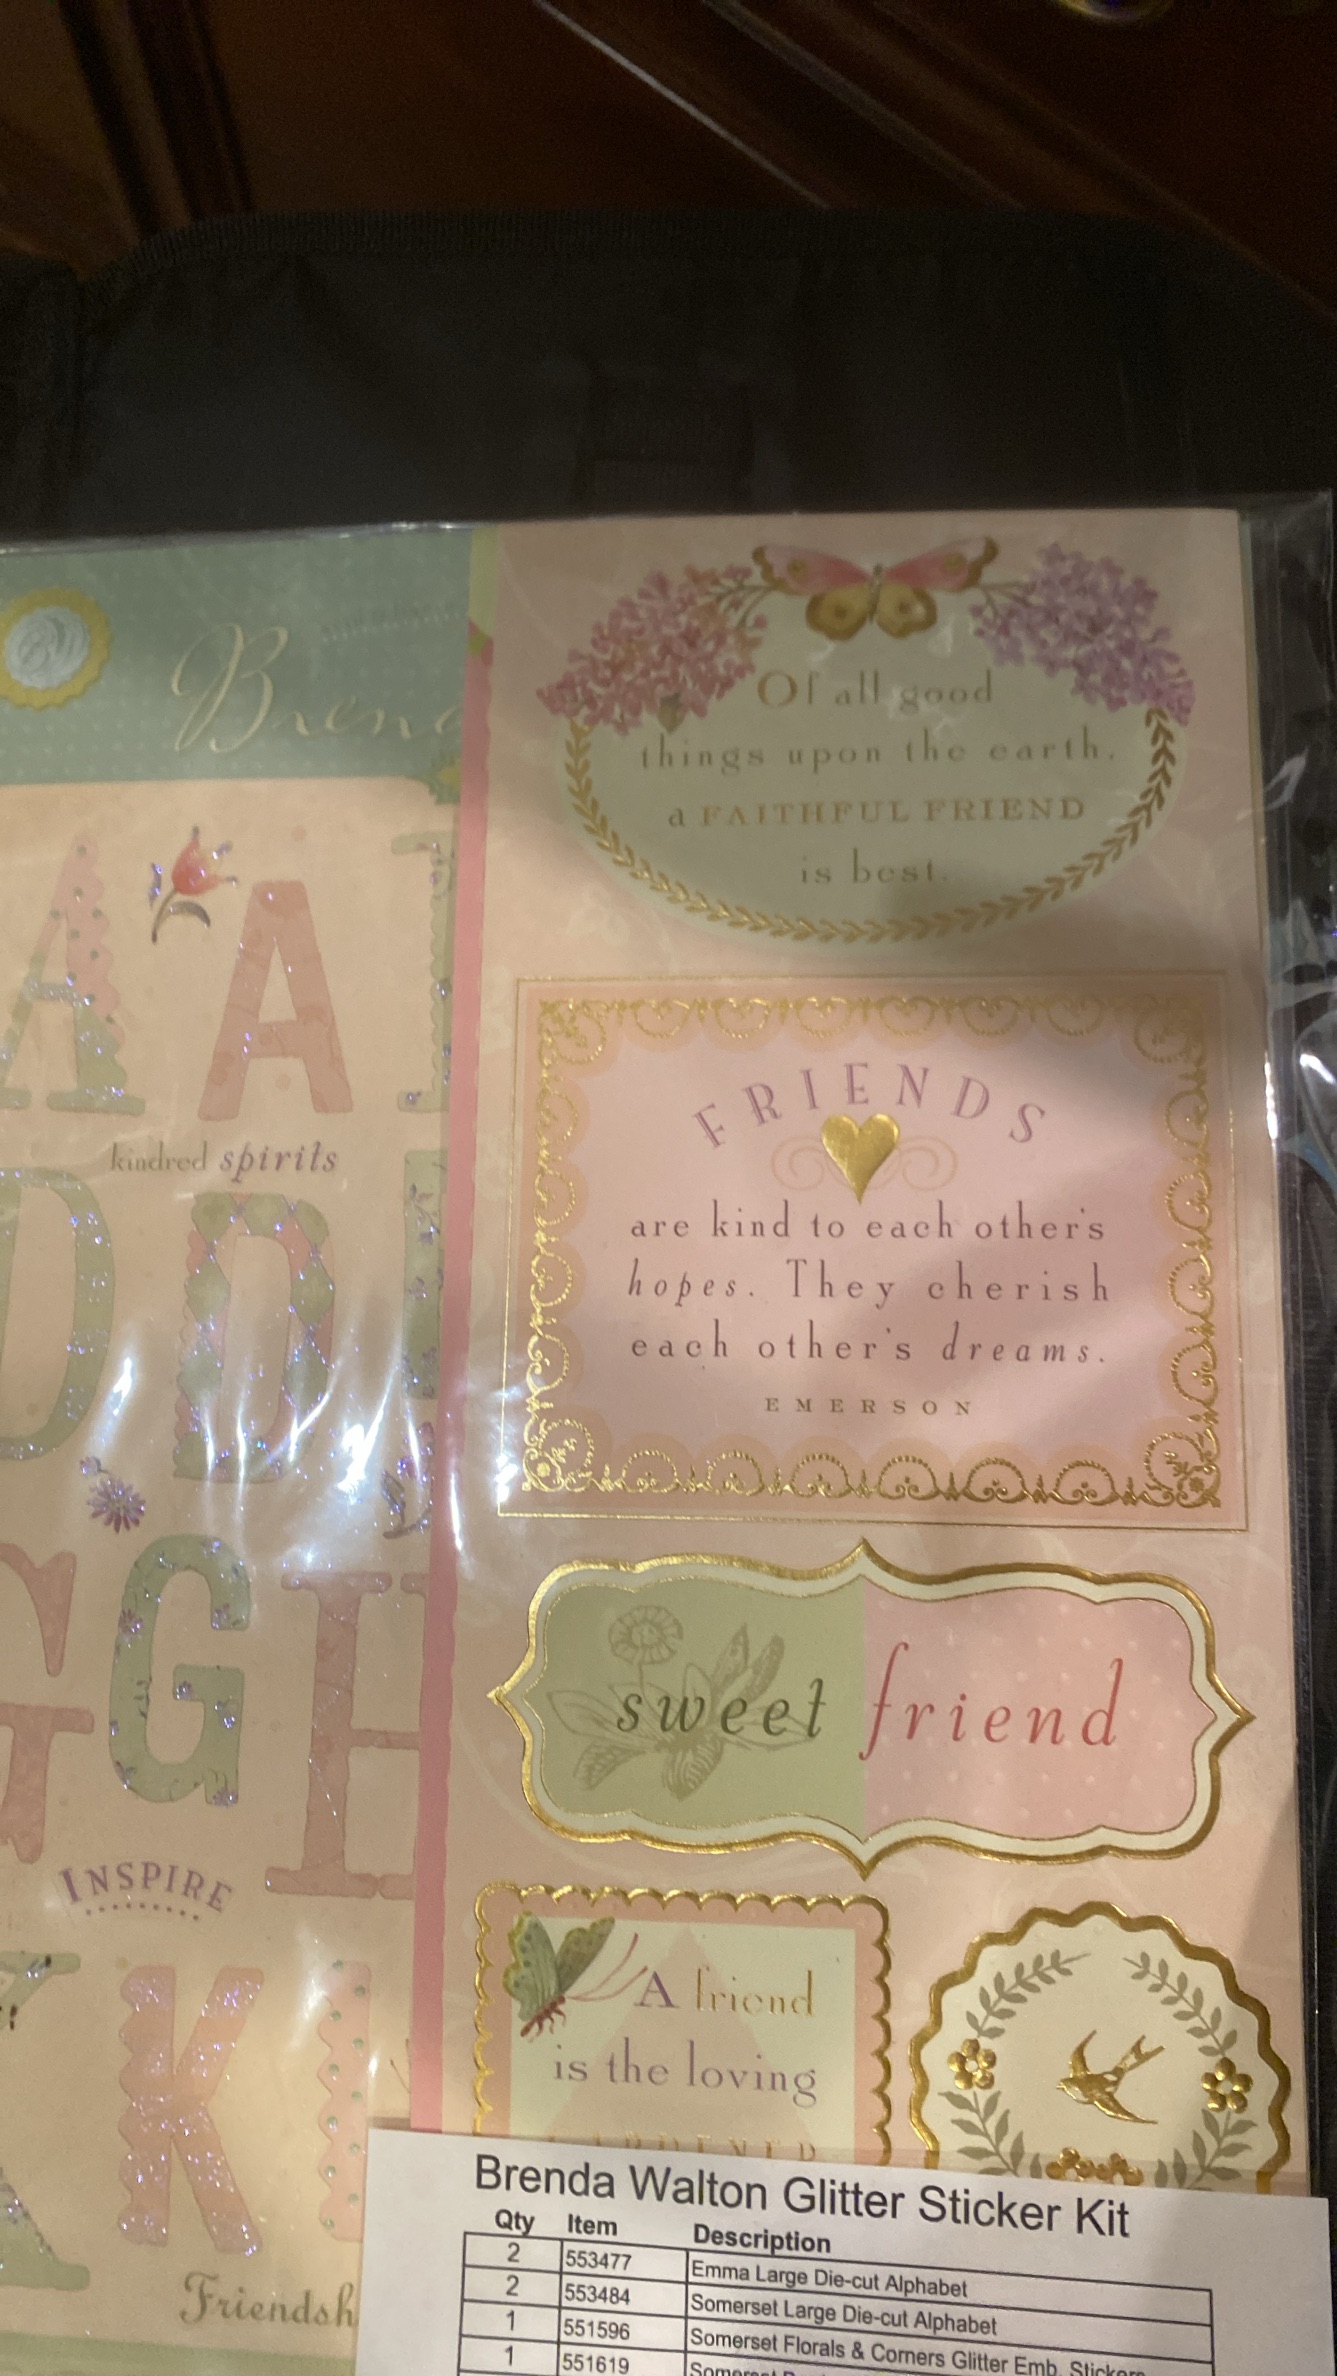 Of all good
things upon the earth,
a FAITHFUL FRIEND
is best.
A A
kindred spirits
D D
FRIENDS
are kind to each other's
hopes. They cherish
each other's dreams.
EMERSON
G H
sweet friend
INSPIRE
A friend
is the loving
K
Brenda Walton Glitter Sticker Kit
Qty Item Description
2 553477 Emma Large Die-cut Alphabet
2 553484 Somerset Large Die-cut Alphabet
1 551596 Somerset Florals & Corners Glitter Emb. Stickers
1 551619